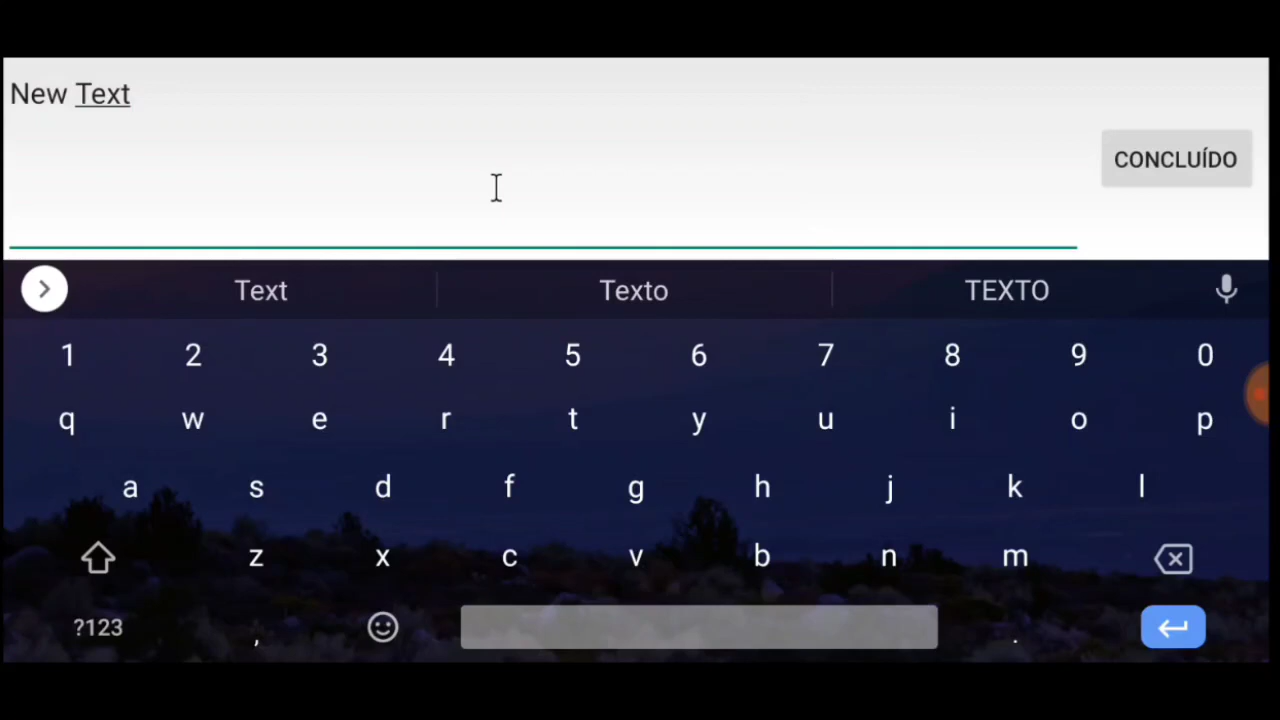 New Text
CONCLUÍDO
Text Texto TEXTO
1 2 3 4 5 6 7 8 9 0
q w e r t y u i o p
a s d f g h j k l
z x c v b n m
?123 , .